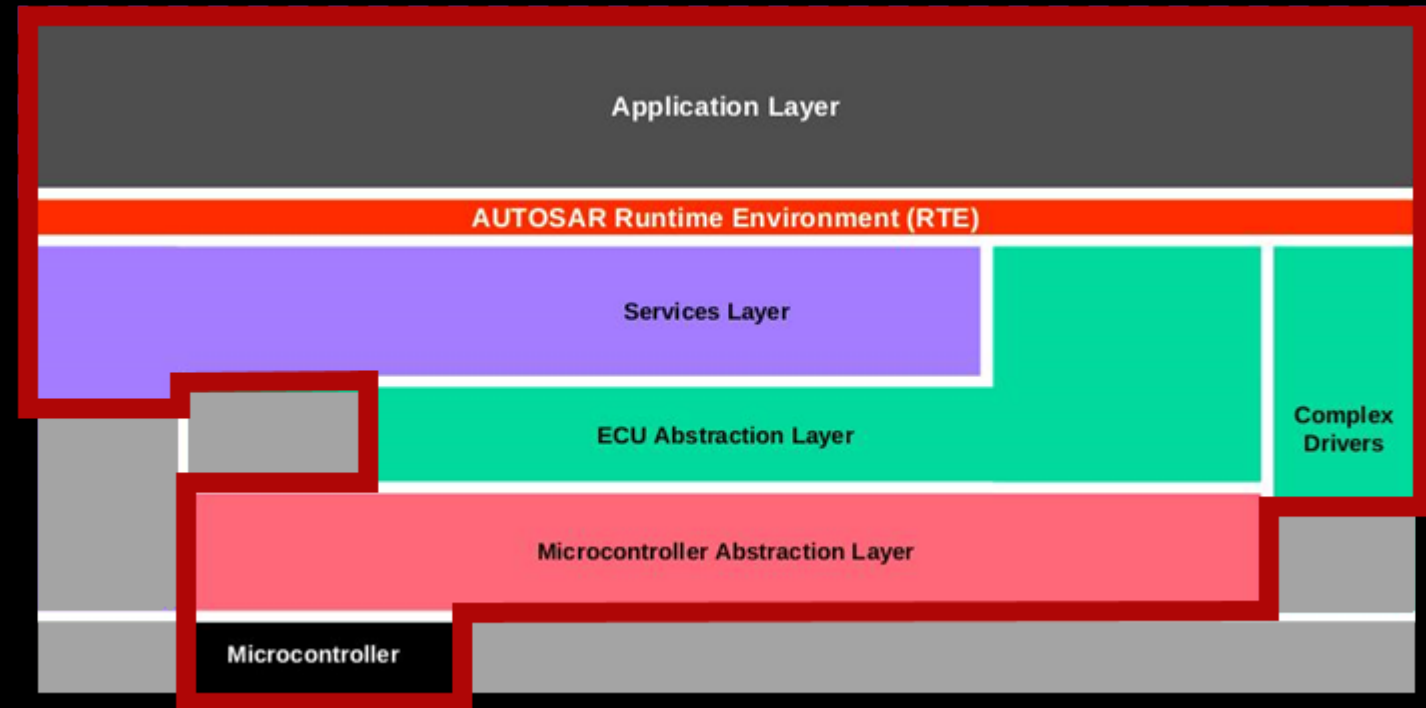 Application Layer
AUTOSAR Runtime Environment (RTE)
Services Layer
ECU Abstraction Layer
Complex
Drivers
Microcontroller Abstraction Layer
Microcontroller